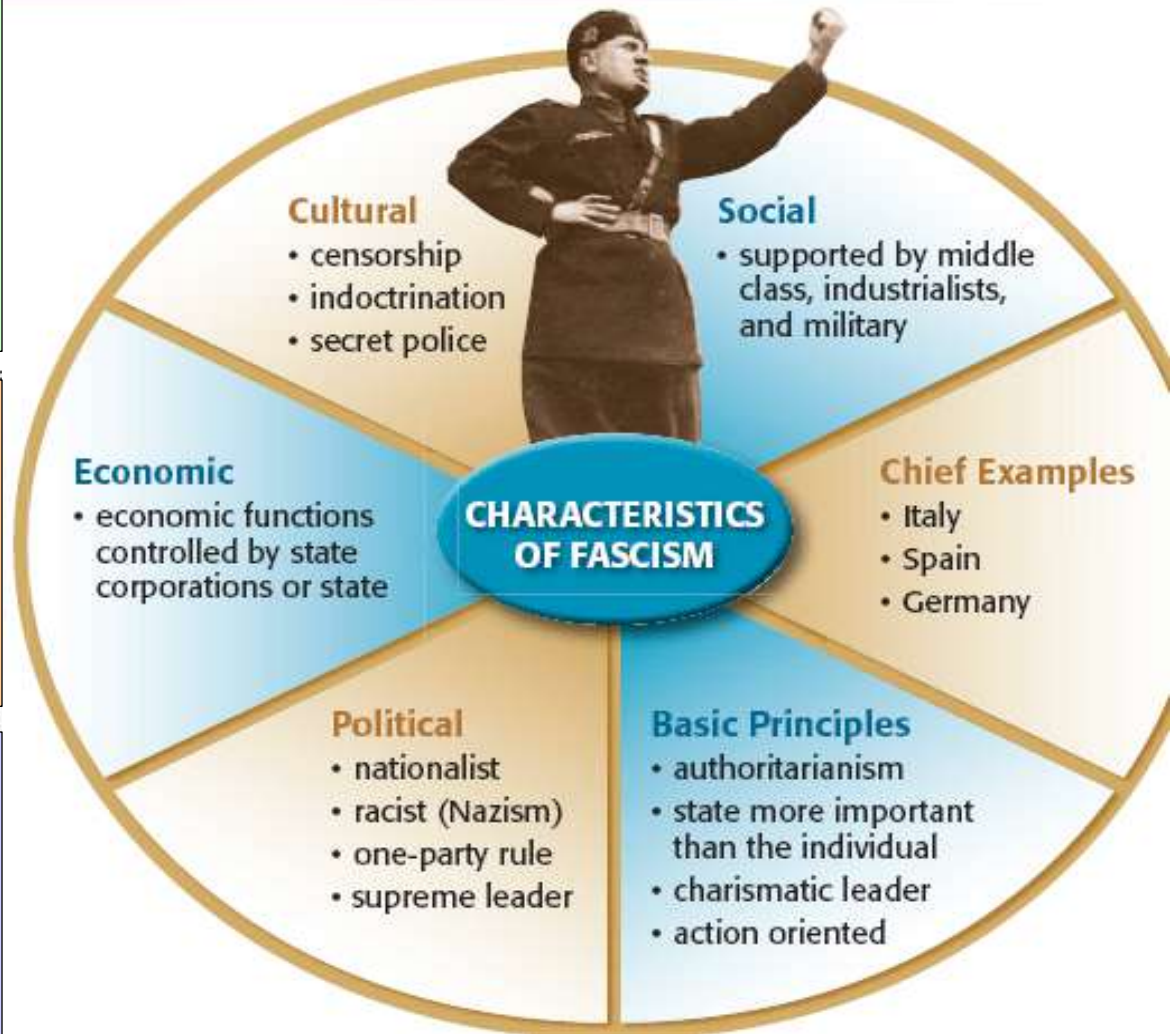 Cultural
• censorship
• indoctrination
• secret police
Social
• supported by middle
class, industrialists,
and military
Economic
• economic functions
controlled by state
corporations or state
CHARACTERISTICS
OF FASCISM
Chief Examples
• Italy
• Spain
• Germany
Political
• nationalist
• racist (Nazism)
• one-party rule
• supreme leader
Basic Principles
• authoritarianism
• state more important
than the individual
• charismatic leader
• action oriented